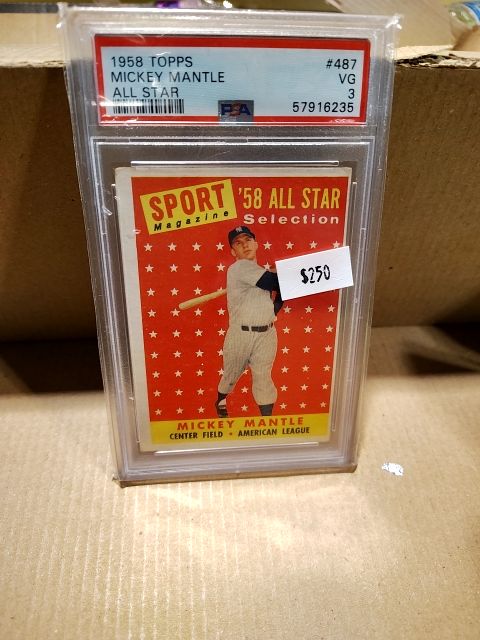 1958 TOPPS #487
MICKEY MANTLE VG
ALL STAR 3
PSA 57916235
SPORT '58 ALL STAR
Magazine Selection
NY
$250
MICKEY MANTLE
CENTER FIELD • AMERICAN LEAGUE